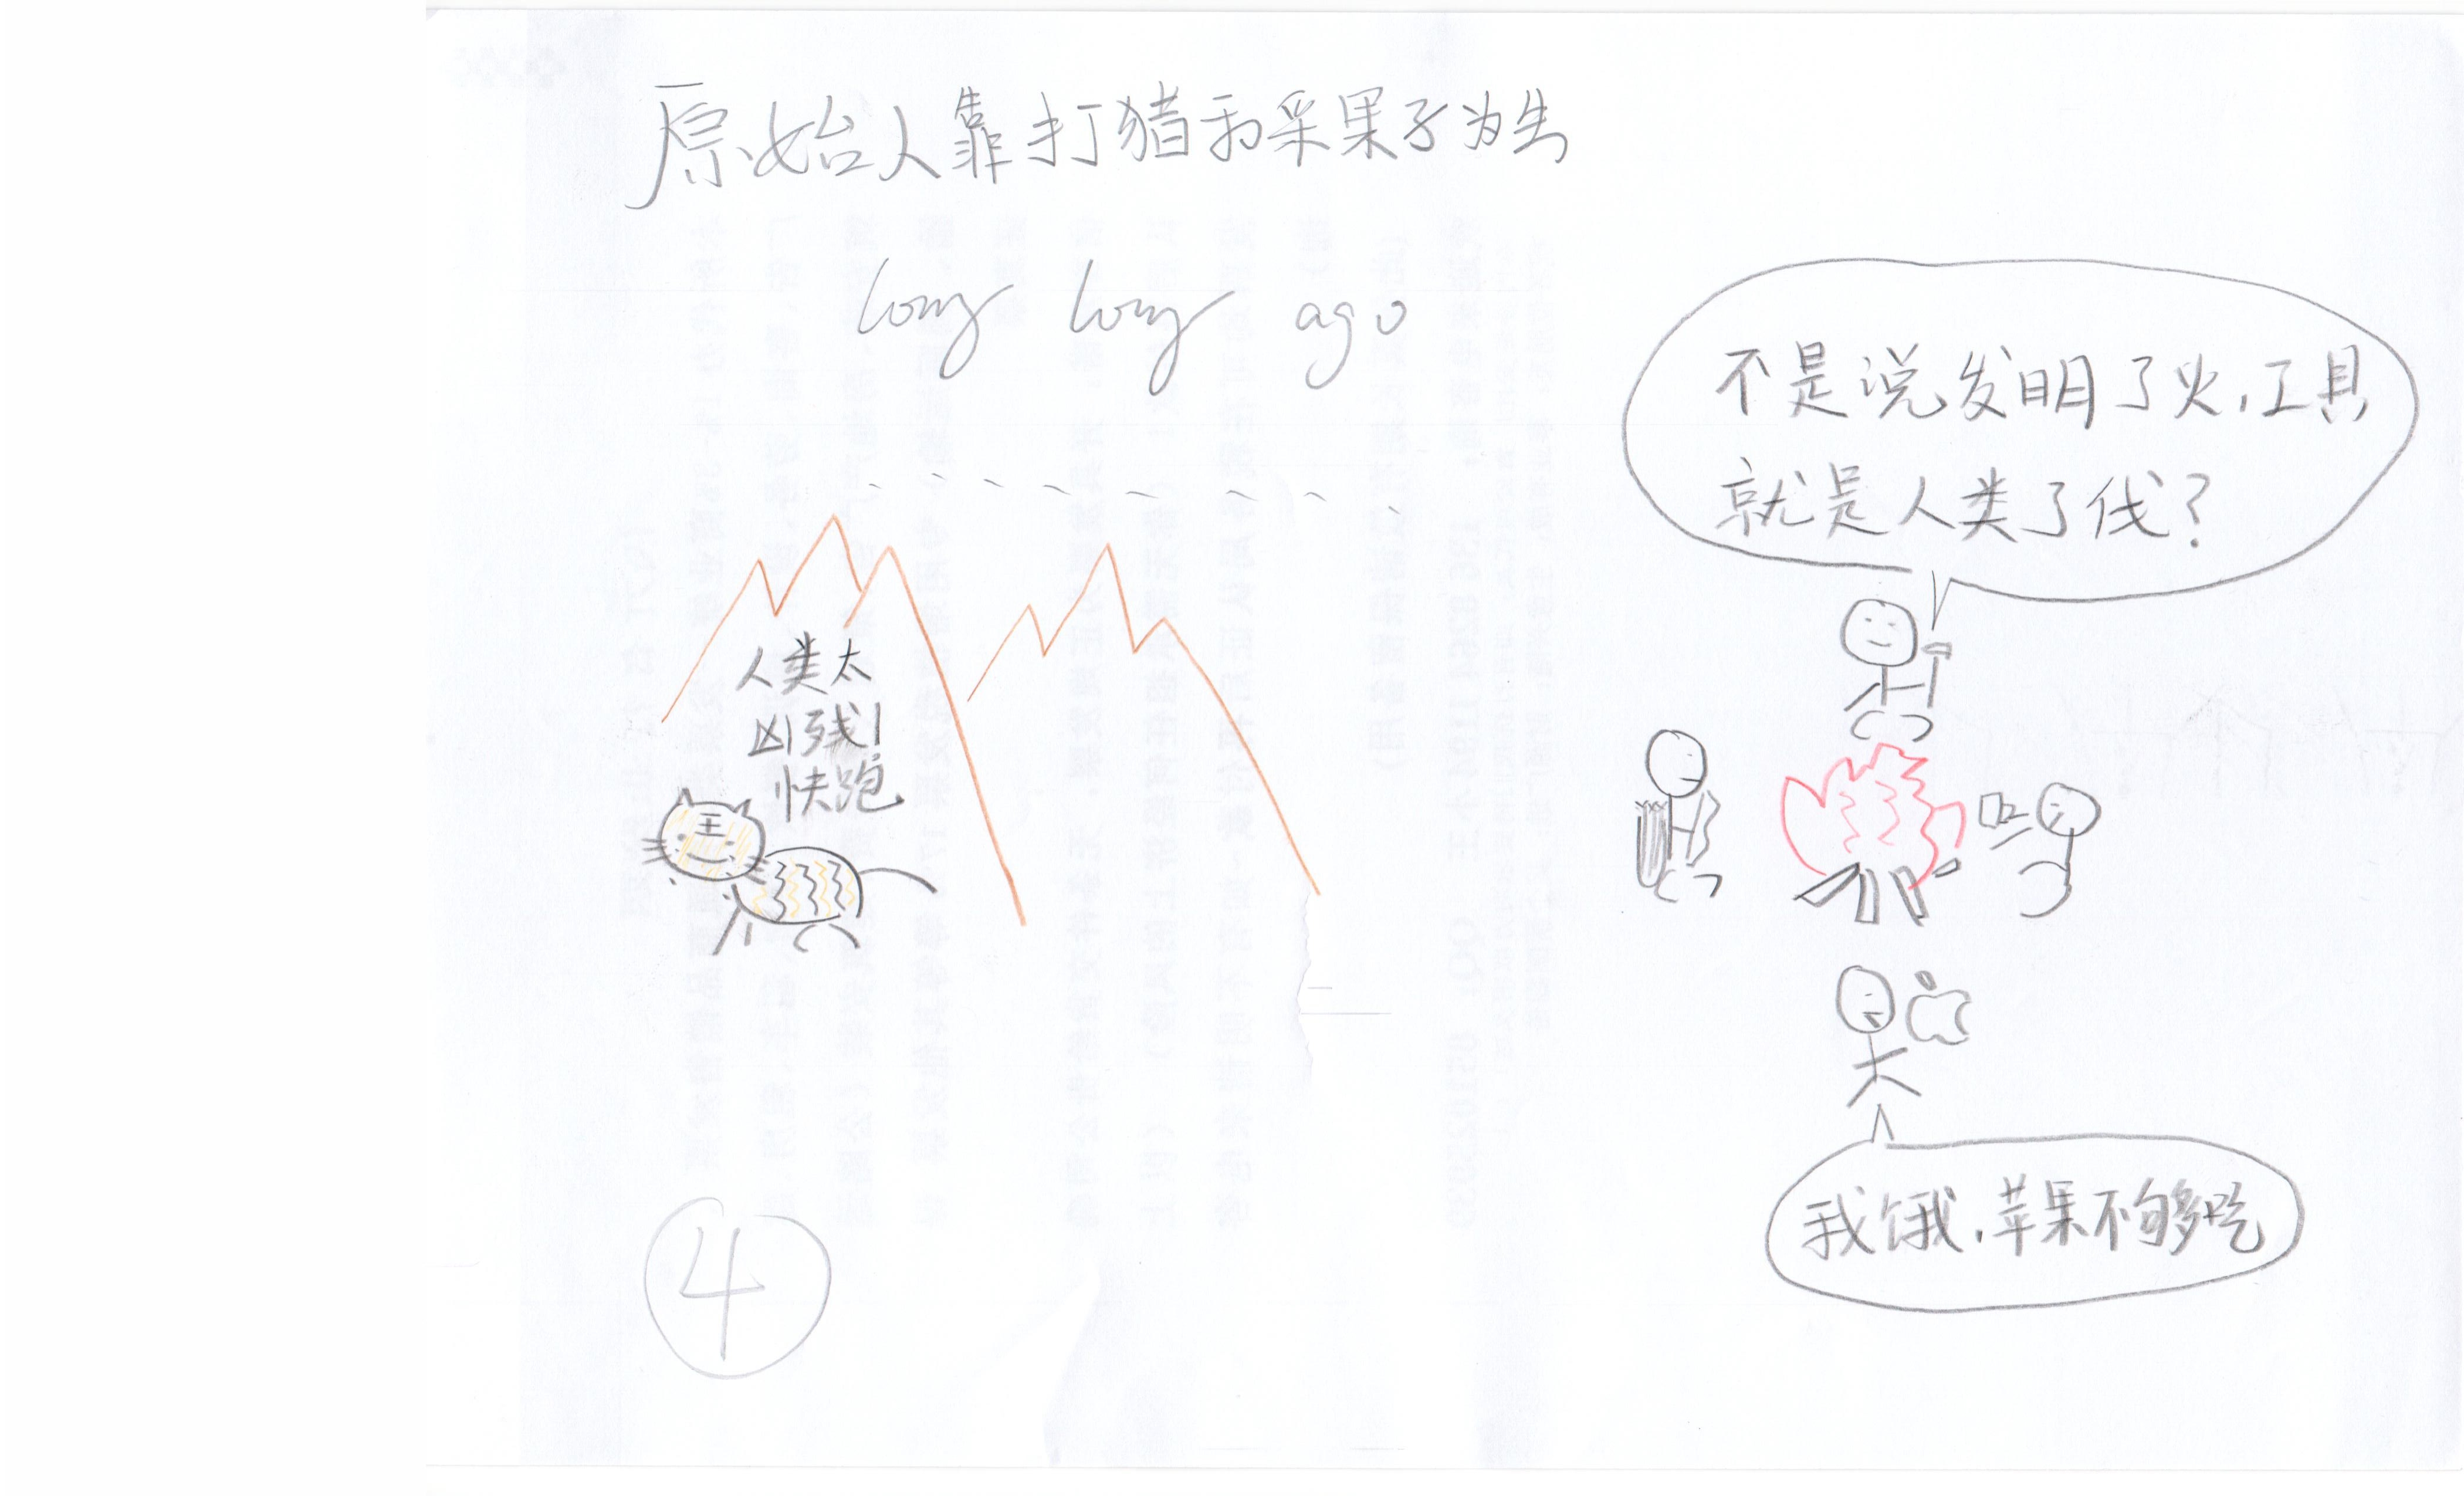 原始人靠打猪和采果子为生
long long ago
不是说发明了火,工具
就是人类了伐?
人类太
凶残!
快跑
王
我饿,苹果不够吃
4